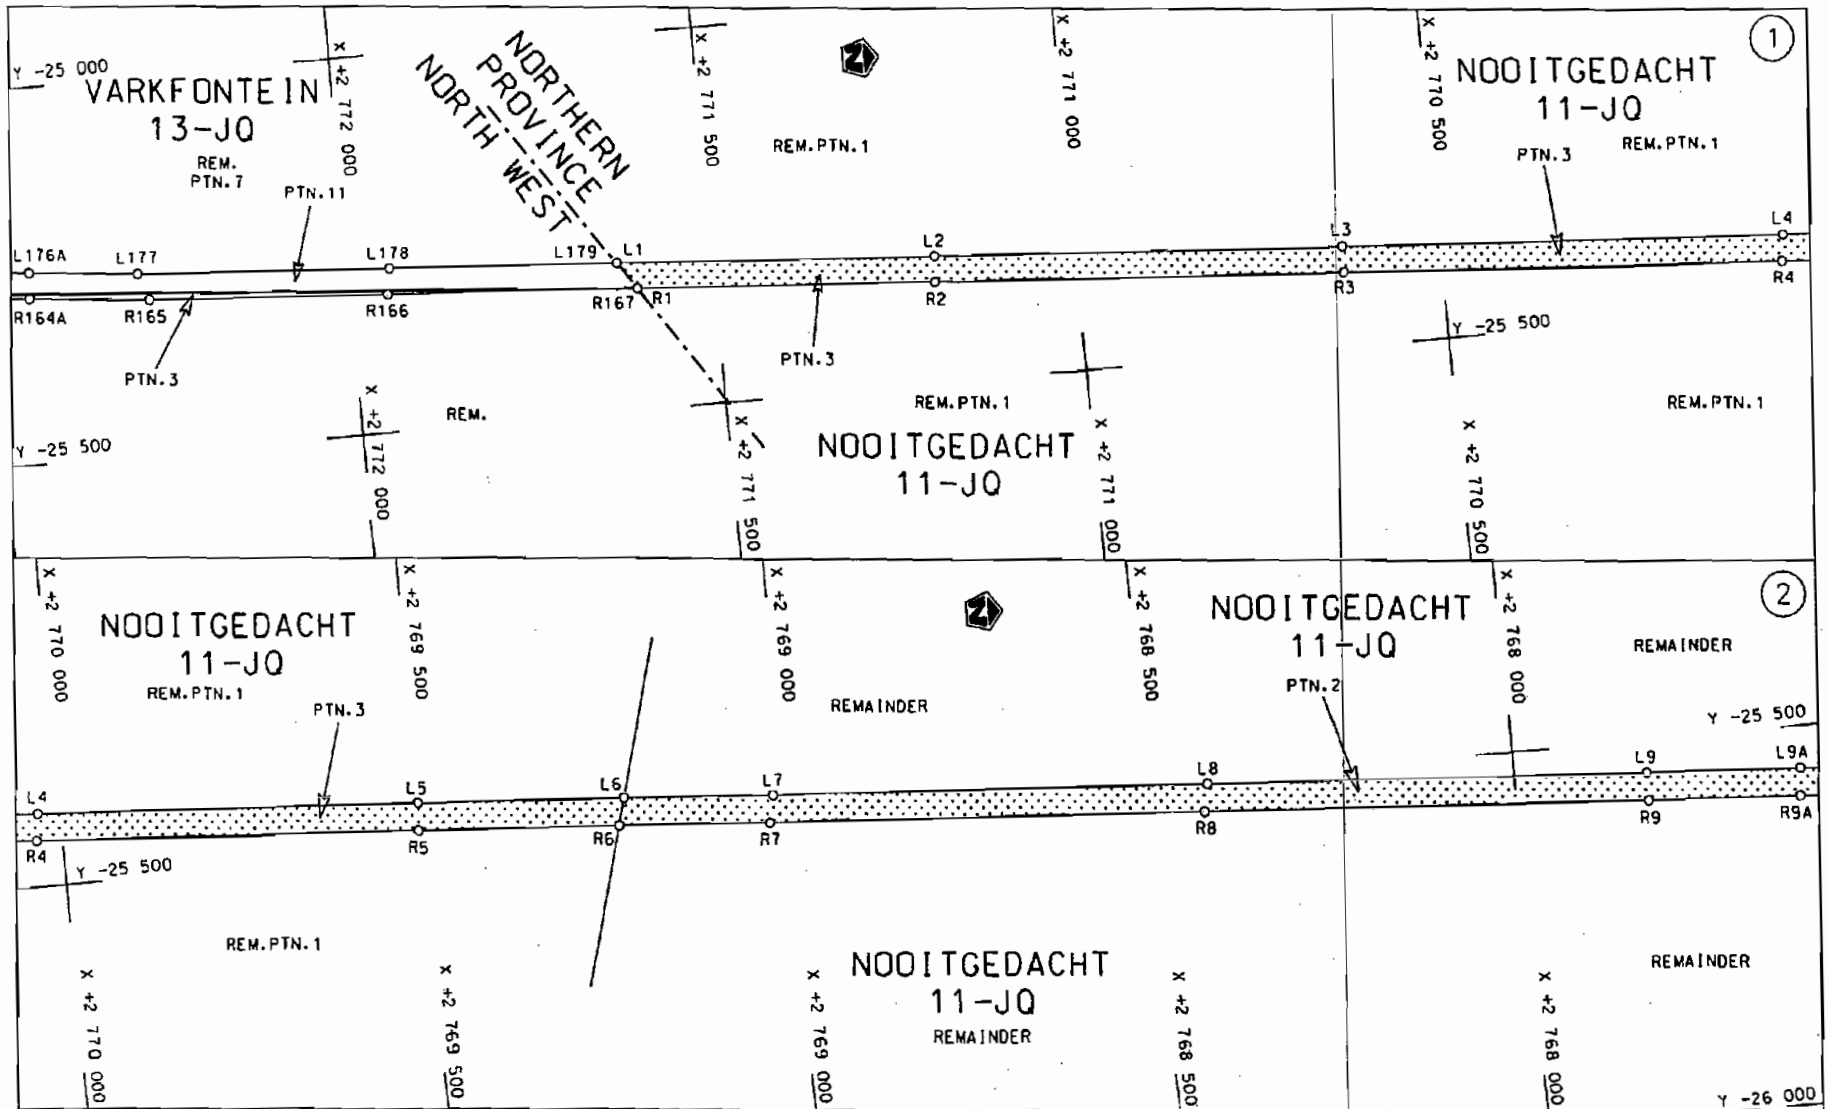 X +2 772 000
X +2 771 500
X +2 771 000
X +2 770 500
1
Y -25 000
VARKFONTEIN
13-JQ
REM.
PTN.7
PTN.11
NORTHERN
PROVINCE
NORTH WEST
Z
REM.PTN.1
NOOITGEDACHT
11-JQ
REM.PTN.1
PTN.3
L176A
L177
L178
L179
L1
L2
L3
L4
R164A
R165
R166
R167
R1
R2
R3
R4
PTN.3
PTN.3
Y -25 500
REM.
REM.PTN.1
REM.PTN.1
NOOITGEDACHT
11-JQ
Y -25 500
X +2 772 000
X +2 771 500
X +2 771 000
X +2 770 500
X +2 770 000
X +2 769 500
X +2 769 000
X +2 768 500
X +2 768 000
2
NOOITGEDACHT
11-JQ
REM.PTN.1
PTN.3
Z
REMAINDER
NOOITGEDACHT
11-JQ
PTN.2
REMAINDER
Y -25 500
L4
L5
L6
L7
L8
L9
L9A
R4
R5
R6
R7
R8
R9
R9A
Y -25 500
REM.PTN.1
NOOITGEDACHT
11-JQ
REMAINDER
REMAINDER
X +2 770 000
X +2 769 500
X +2 769 000
X +2 768 500
X +2 768 000
Y -26 000